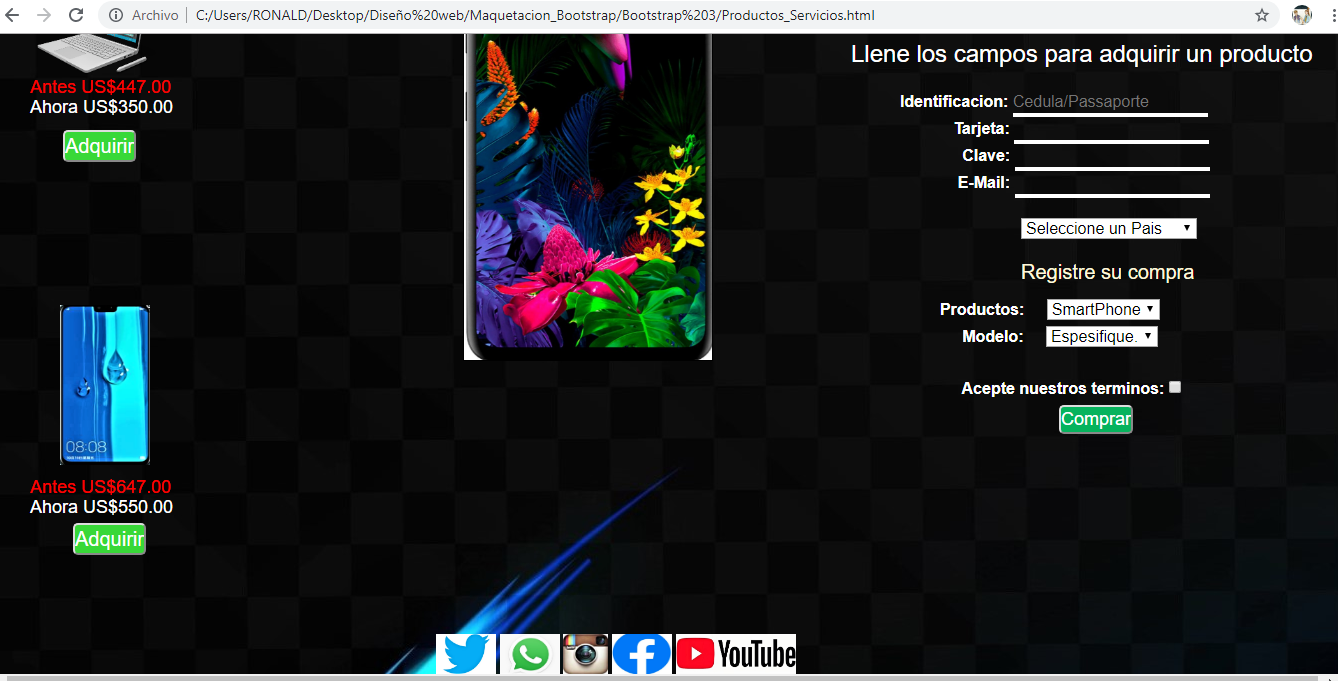 Archivo C:/Users/RONALD/Desktop/Diseño%20web/Maquetacion_Bootstrap/Bootstrap%203/Productos_Servicios.html
Antes US$447.00
Ahora US$350.00
Adquirir
08:08
Antes US$647.00
Ahora US$550.00
Adquirir
Llene los campos para adquirir un producto
Identificacion: Cedula/Passaporte
Tarjeta:
Clave:
E-Mail:
Seleccione un Pais
Registre su compra
Productos: SmartPhone
Modelo: Espesifique.
Acepte nuestros terminos:
Comprar
YouTube